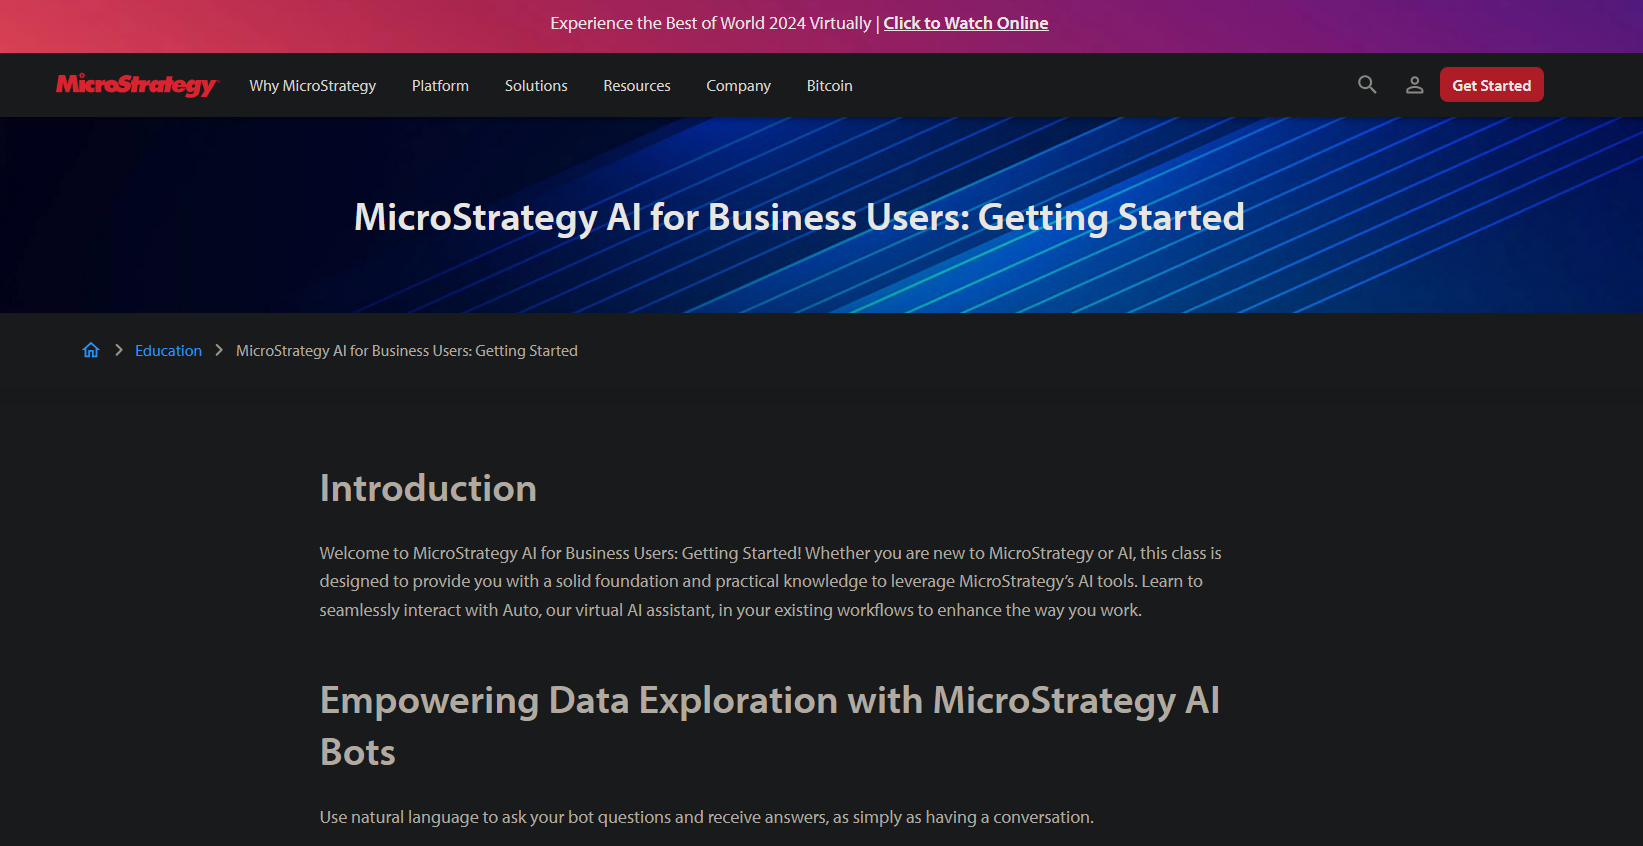 Experience the Best of World 2024 Virtually | Click to Watch Online
MicroStrategy Why MicroStrategy Platform Solutions Resources Company Bitcoin Get Started
MicroStrategy AI for Business Users: Getting Started
Education MicroStrategy AI for Business Users: Getting Started
Introduction
Welcome to MicroStrategy AI for Business Users: Getting Started! Whether you are new to MicroStrategy or AI, this class is
designed to provide you with a solid foundation and practical knowledge to leverage MicroStrategy’s AI tools. Learn to
seamlessly interact with Auto, our virtual AI assistant, in your existing workflows to enhance the way you work.
Empowering Data Exploration with MicroStrategy AI
Bots
Use natural language to ask your bot questions and receive answers, as simply as having a conversation.